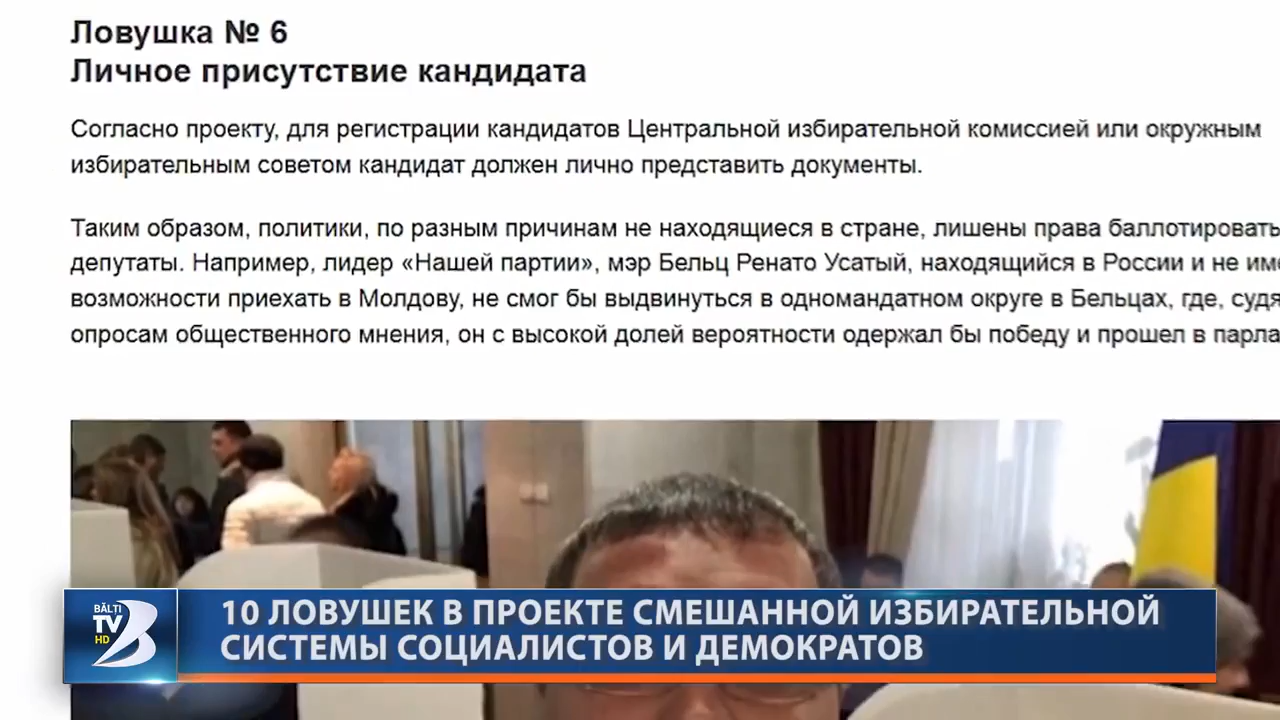 Ловушка № 6
Личное присутствие кандидата
Согласно проекту, для регистрации кандидатов Центральной избирательной комиссией или окружным
избирательным советом кандидат должен лично представить документы.
Таким образом, политики, по разным причинам не находящиеся в стране, лишены права баллотировать
депутаты. Например, лидер «Нашей партии», мэр Бельц Ренато Усатый, находящийся в России и не име
возможности приехать в Молдову, не смог бы выдвинуться в одномандатном округе в Бельцах, где, судя
опросам общественного мнения, он с высокой долей вероятности одержал бы победу и прошел в парла
BĂLȚI
TV
HD
10 ЛОВУШЕК В ПРОЕКТЕ СМЕШАННОЙ ИЗБИРАТЕЛЬНОЙ
СИСТЕМЫ СОЦИАЛИСТОВ И ДЕМОКРАТОВ